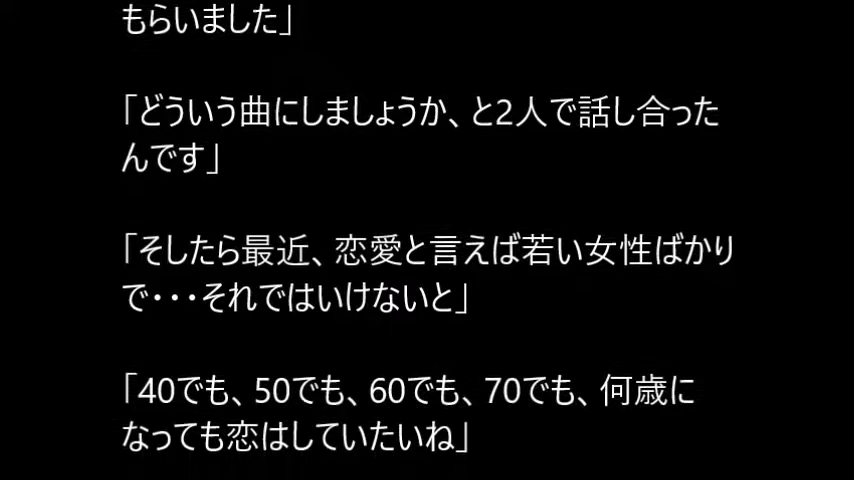 もらいました」
「どういう曲にしましょうか、と2人で話し合った
んです」
「そしたら最近、恋愛と言えば若い女性ばかり
で・・・それではいけないと」
「40でも、50でも、60でも、70でも、何歳に
なっても恋はしていたいね」